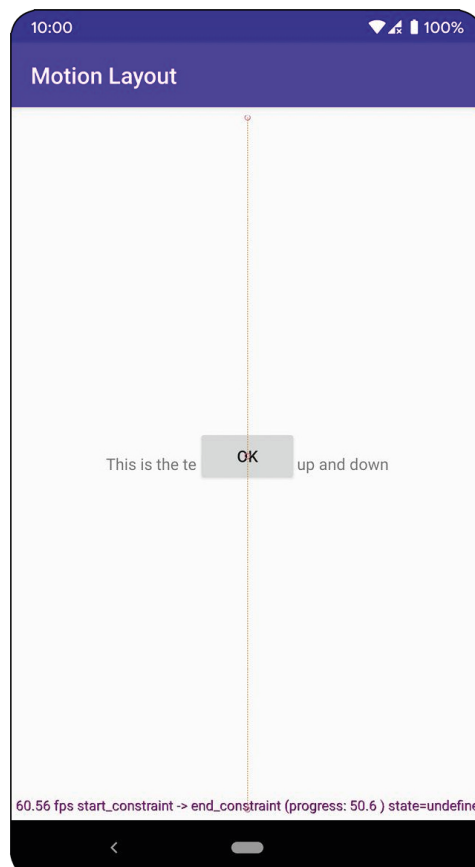 10:00 100%
Motion Layout
This is the te OK up and down
60.56 fps start_constraint -> end_constraint (progress: 50.6 ) state=undefine